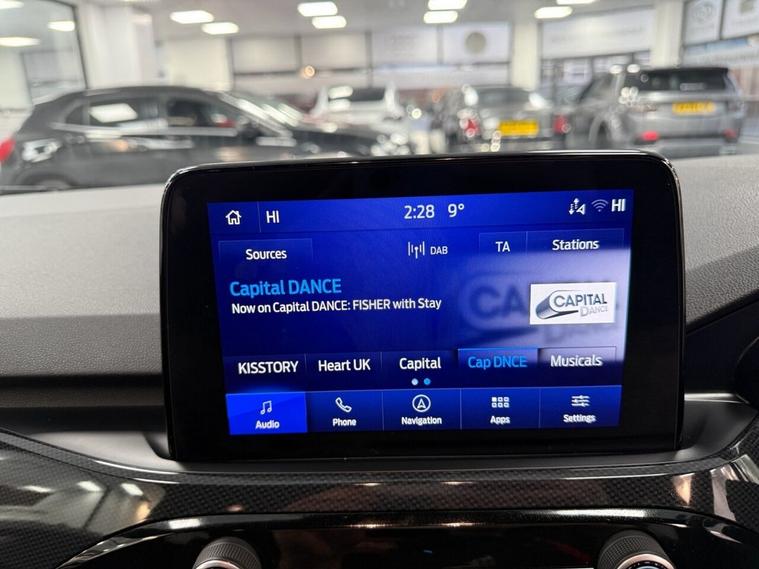 HI 2:28 9° HI
Sources DAB TA Stations
Capital DANCE
Now on Capital DANCE: FISHER with Stay
CAPITAL
DANCE
KISSTORY Heart UK Capital Cap DNCE Musicals
Audio Phone Navigation Apps Settings